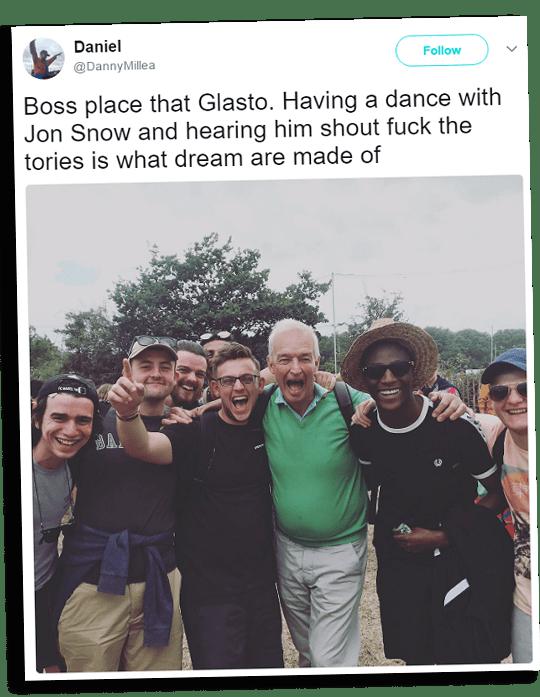 Daniel
@DannyMillea
Follow
Boss place that Glasto. Having a dance with
Jon Snow and hearing him shout fuck the
tories is what dream are made of